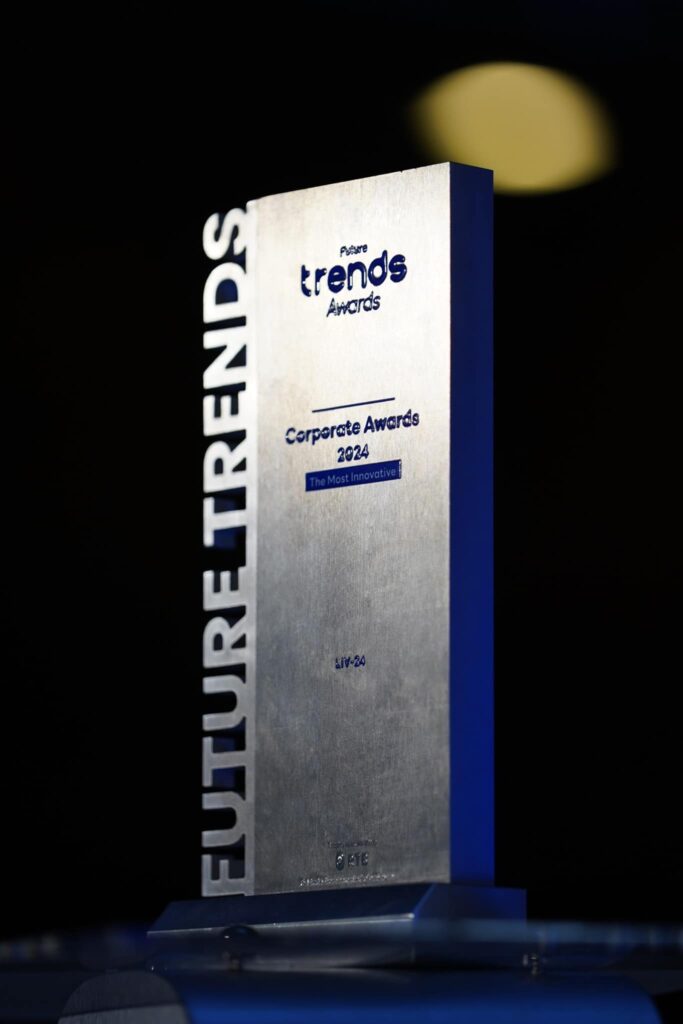 FUTURE TRENDS
Future
trends
Awards
Corporate Awards
2024
The Most Innovative
LIV-24